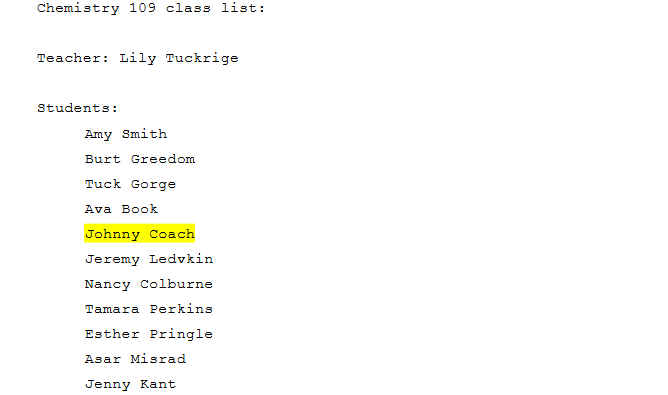 Chemistry 109 class list:
Teacher: Lily Tuckrige
Students:
Amy Smith
Burt Greedom
Tuck Gorge
Ava Book
Johnny Coach
Jeremy Ledvkin
Nancy Colburne
Tamara Perkins
Esther Pringle
Asar Misrad
Jenny Kant